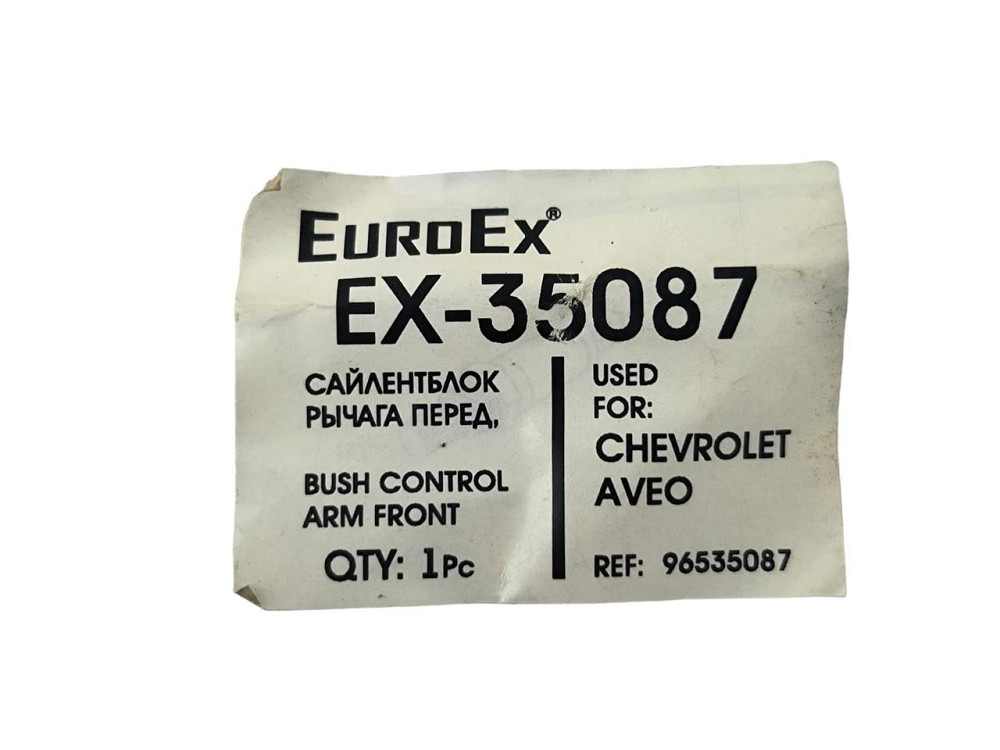 EUROEX®
EX-35087
САЙЛЕНТБЛОК
РЫЧАГА ПЕРЕД,
BUSH CONTROL
ARM FRONT
QTY: 1Pc
USED
FOR:
CHEVROLET
AVEO
REF: 96535087